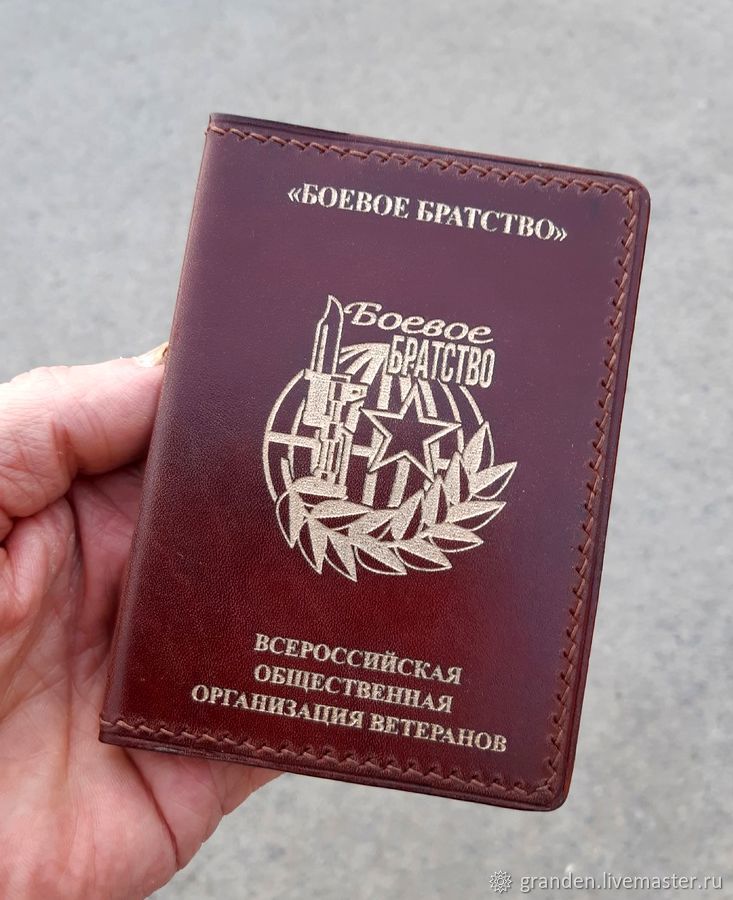 «БОЕВОЕ БРАТСТВО»
Боевое
БРАТСТВО
ВСЕРОССИЙСКАЯ
ОБЩЕСТВЕННАЯ
ОРГАНИЗАЦИЯ ВЕТЕРАНОВ
granden.livemaster.ru